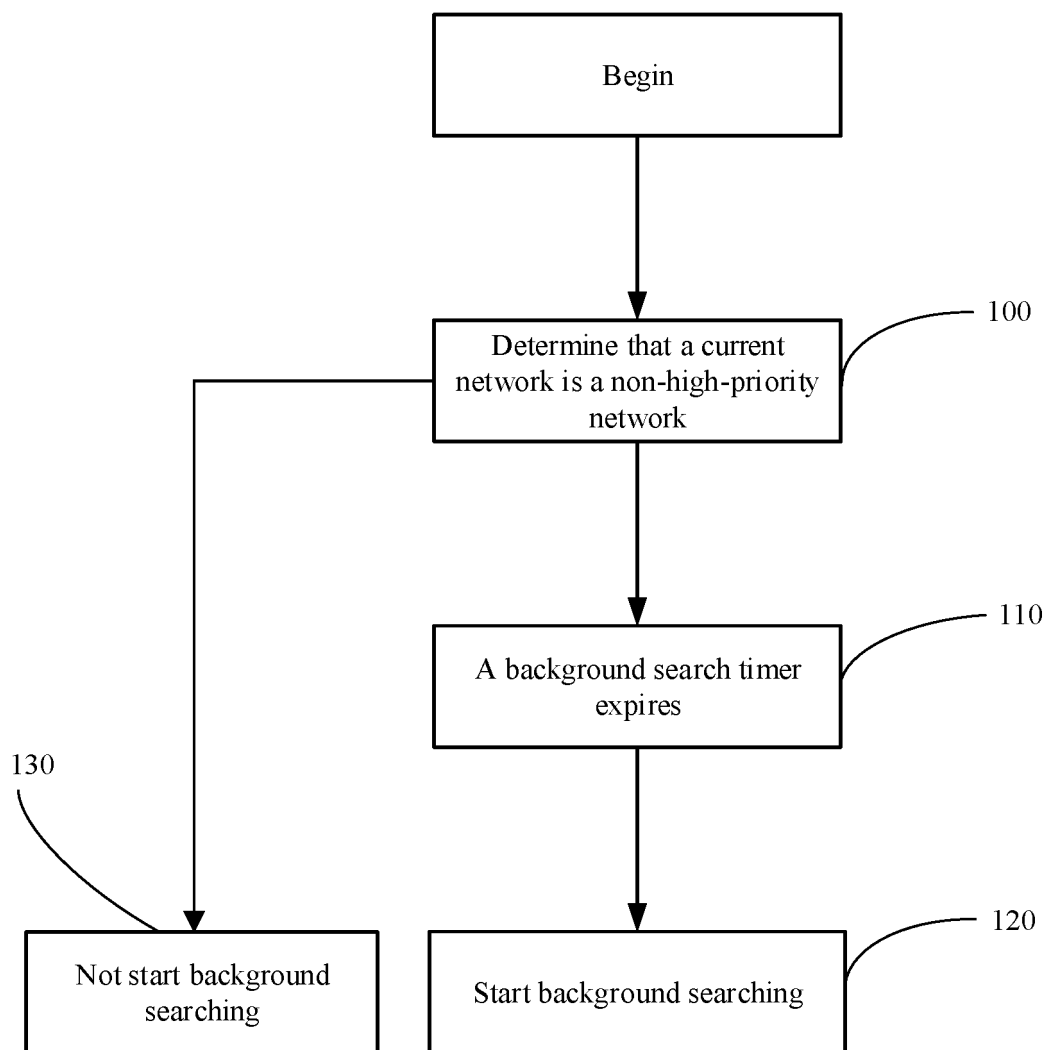 Begin
100
Determine that a current
network is a non-high-priority
network
110
A background search timer
expires
130
120
Not start background
searching
Start background searching